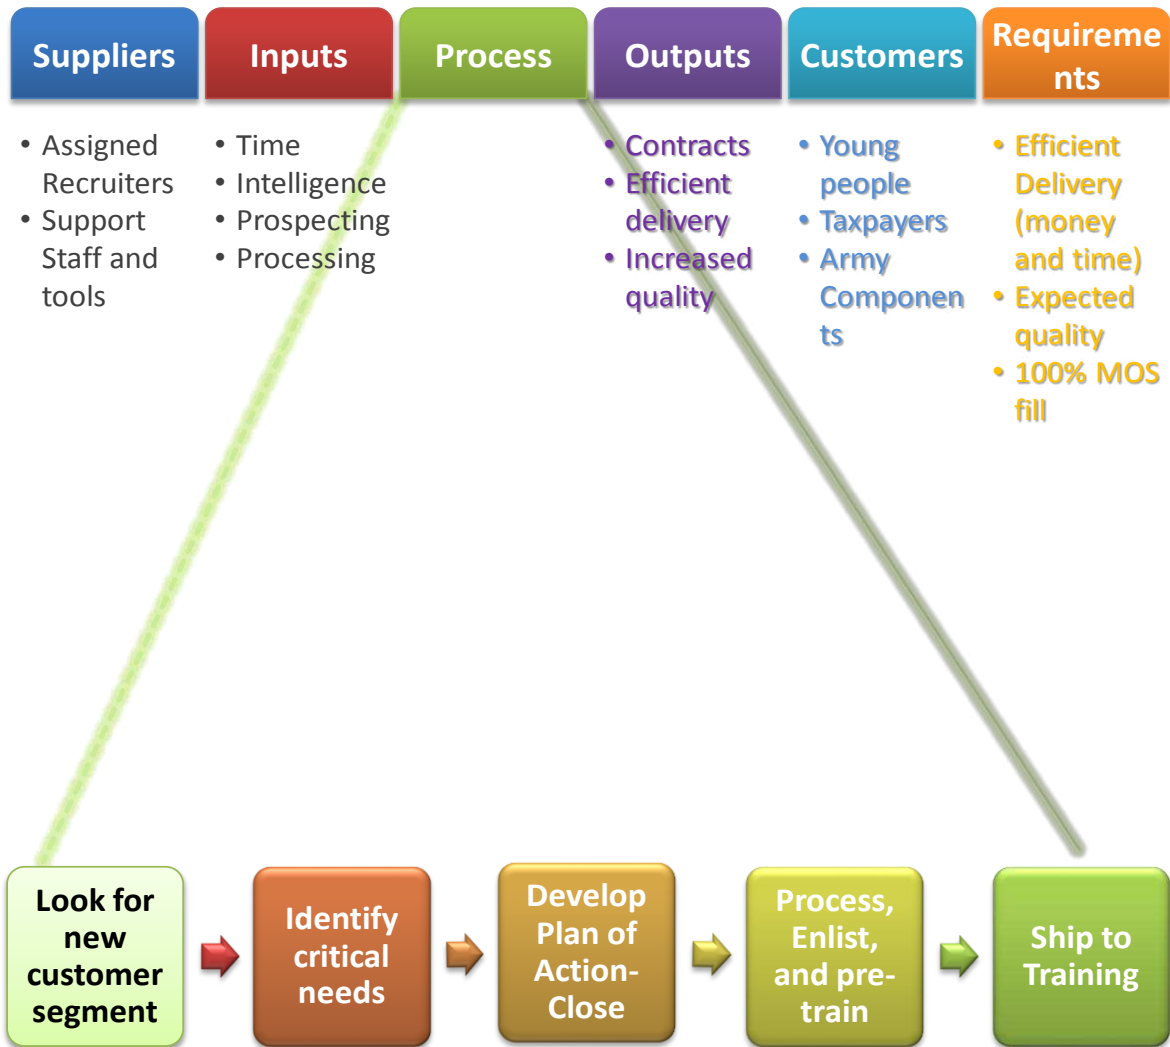 Suppliers
Inputs
Process
Outputs
Customers
Requireme
nts
• Assigned
Recruiters
• Support
Staff and
tools
• Time
• Intelligence
• Prospecting
• Processing
• Contracts
• Efficient
delivery
• Increased
quality
• Young
people
• Taxpayers
• Army
Componen
ts
• Efficient
Delivery
(money
and time)
• Expected
quality
• 100% MOS
fill
Look for
new
customer
segment
Identify
critical
needs
Develop
Plan of
Action-
Close
Process,
Enlist,
and pre-
train
Ship to
Training